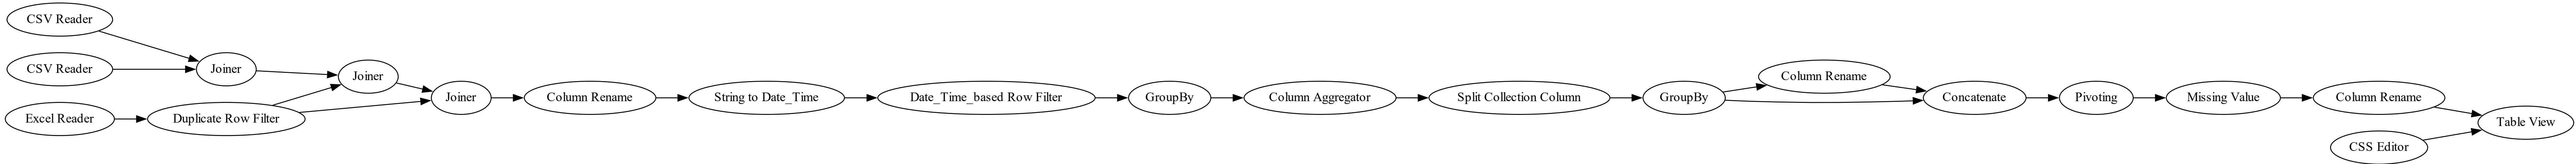 CSV Reader
CSV Reader
Excel Reader
Joiner
Duplicate Row Filter
Joiner
Joiner
Column Rename
String to Date_Time
Date_Time_based Row Filter
GroupBy
Column Aggregator
Split Collection Column
GroupBy
Column Rename
Concatenate
Pivoting
Missing Value
Column Rename
CSS Editor
Table View